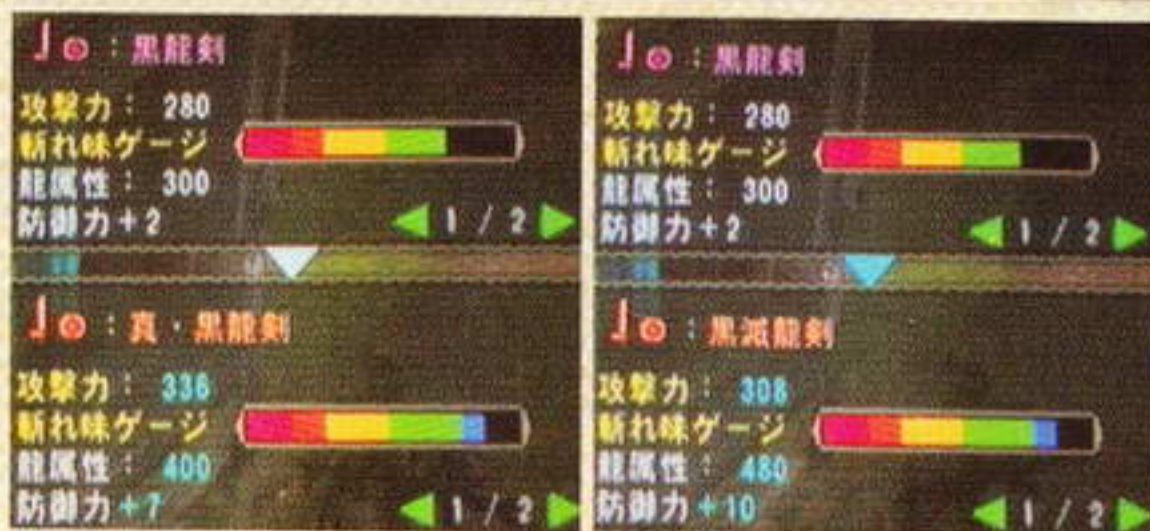 ：黒龍剣
攻撃力： 280
斬れ味ゲージ
龍属性： 300
防御力＋2
1 / 2
：真・黒龍剣
攻撃力： 336
斬れ味ゲージ
龍属性： 400
防御力＋7
1 / 2
：黒龍剣
攻撃力： 280
斬れ味ゲージ
龍属性： 300
防御力＋2
1 / 2
：黒滅龍剣
攻撃力： 308
斬れ味ゲージ
龍属性： 480
防御力＋10
1 / 2